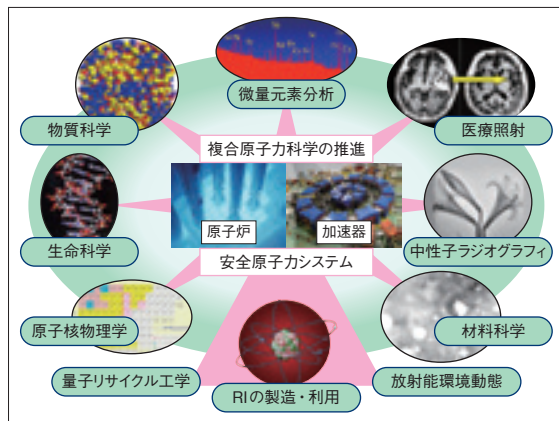 微量元素分析
物質科学
医療照射
複合原子力科学の推進
原子炉
加速器
生命科学
中性子ラジオグラフィ
安全原子力システム
原子核物理学
材料科学
量子リサイクル工学
RIの製造・利用
放射能環境動態